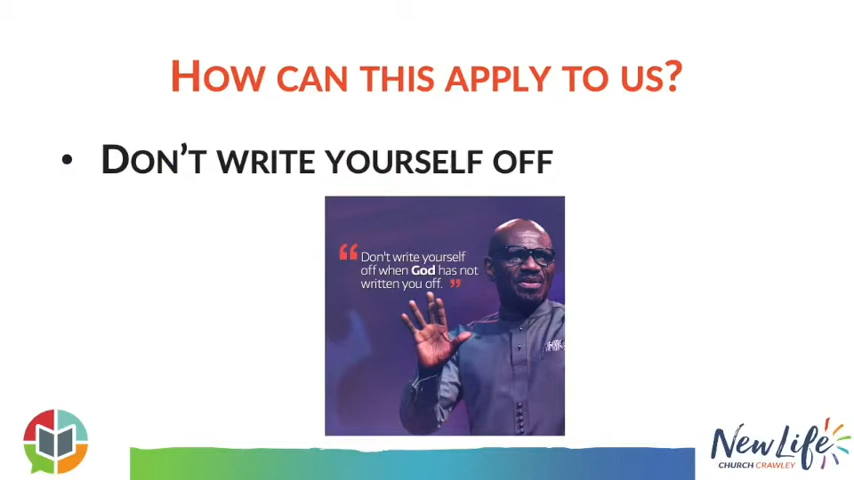 How can this apply to us?
• Don't write yourself off
“ Don't write yourself
off when God has not
written you off. ”
New Life
CHURCH CRAWLEY